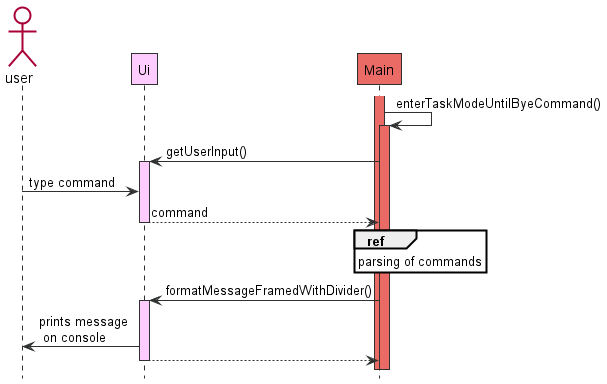 user
Ui
Main
enterTaskModeUntilByeCommand()
getUserInput()
type command
command
ref
parsing of commands
formatMessageFramedWithDivider()
prints message
on console